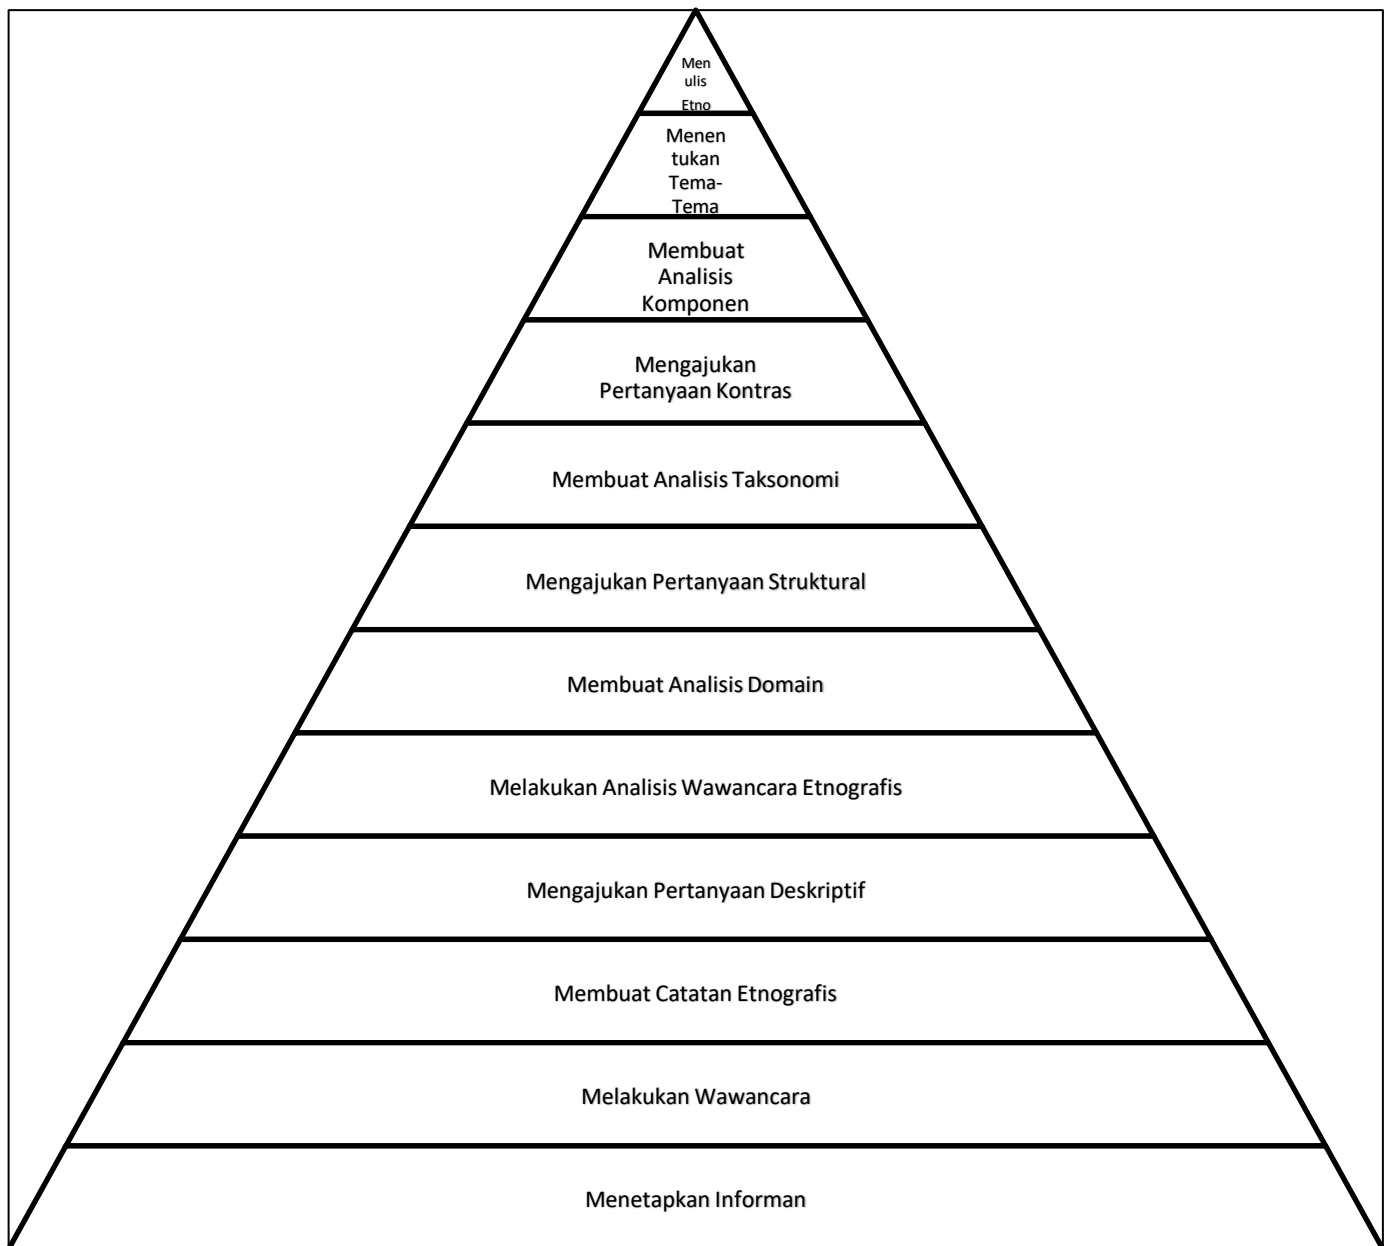 Men
ulis
Etno
Menen
tukan
Tema-
Tema
Membuat
Analisis
Komponen
Mengajukan
Pertanyaan Kontras
Membuat Analisis Taksonomi
Mengajukan Pertanyaan Struktural
Membuat Analisis Domain
Melakukan Analisis Wawancara Etnografis
Mengajukan Pertanyaan Deskriptif
Membuat Catatan Etnografis
Melakukan Wawancara
Menetapkan Informan